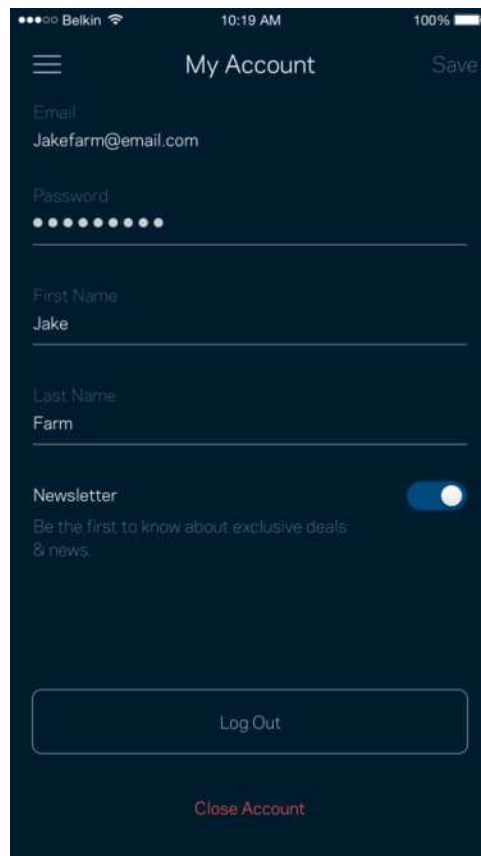 Belkin 10:19 AM 100%
My Account Save
Email
Jakefarm@email.com
Password
●●●●●●●●●
First Name
Jake
Last Name
Farm
Newsletter
Be the first to know about exclusive deals
& news.
Log Out
Close Account